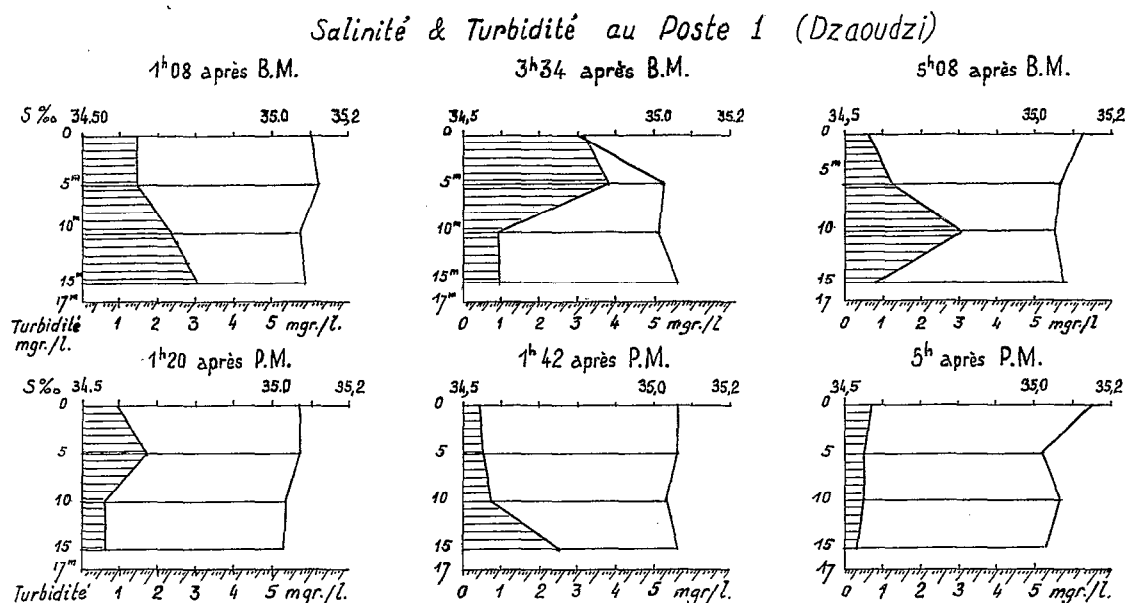 Salinité & Turbidité au Poste 1 (Dzaoudzi)
1h08 après B.M.
3h34 après B.M.
5h08 après B.M.
S‰ 34,50 35,0 35,2
34,5 35,0 35,2
34,5 35,0 35,2
0
5m
10m
15m
17m
0
5m
10m
15m
17m
0
5m
10
15
17
Turbidité 1 2 3 4 5 mgr./l.
mgr./l.
0 1 2 3 4 5 mgr./l.
0 1 2 3 4 5 mgr./l.
1h20 après P.M.
1h42 après P.M.
5h après P.M.
S‰ 34,5 35,0 35,2
34,5 35,0 35,2
34,5 35,0 35,2
0
5
10
15
17m
0
5
10
15
17
0
5
10
15
17
Turbidité 1 2 3 4 5 mgr./l.
0 1 2 3 4 5 mgr./l.
0 1 2 3 4 5 mgr./l.